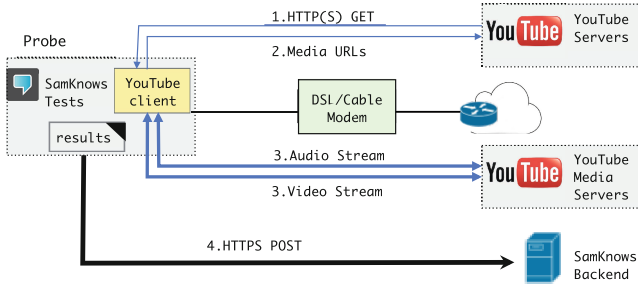 1.HTTP(S) GET
YouTube
YouTube
Servers
2.Media URLs
Probe
SamKnows
Tests
YouTube
client
DSL/Cable
Modem
results
3.Audio Stream
3.Video Stream
YouTube
YouTube
Media
Servers
4.HTTPS POST
SamKnows
Backend